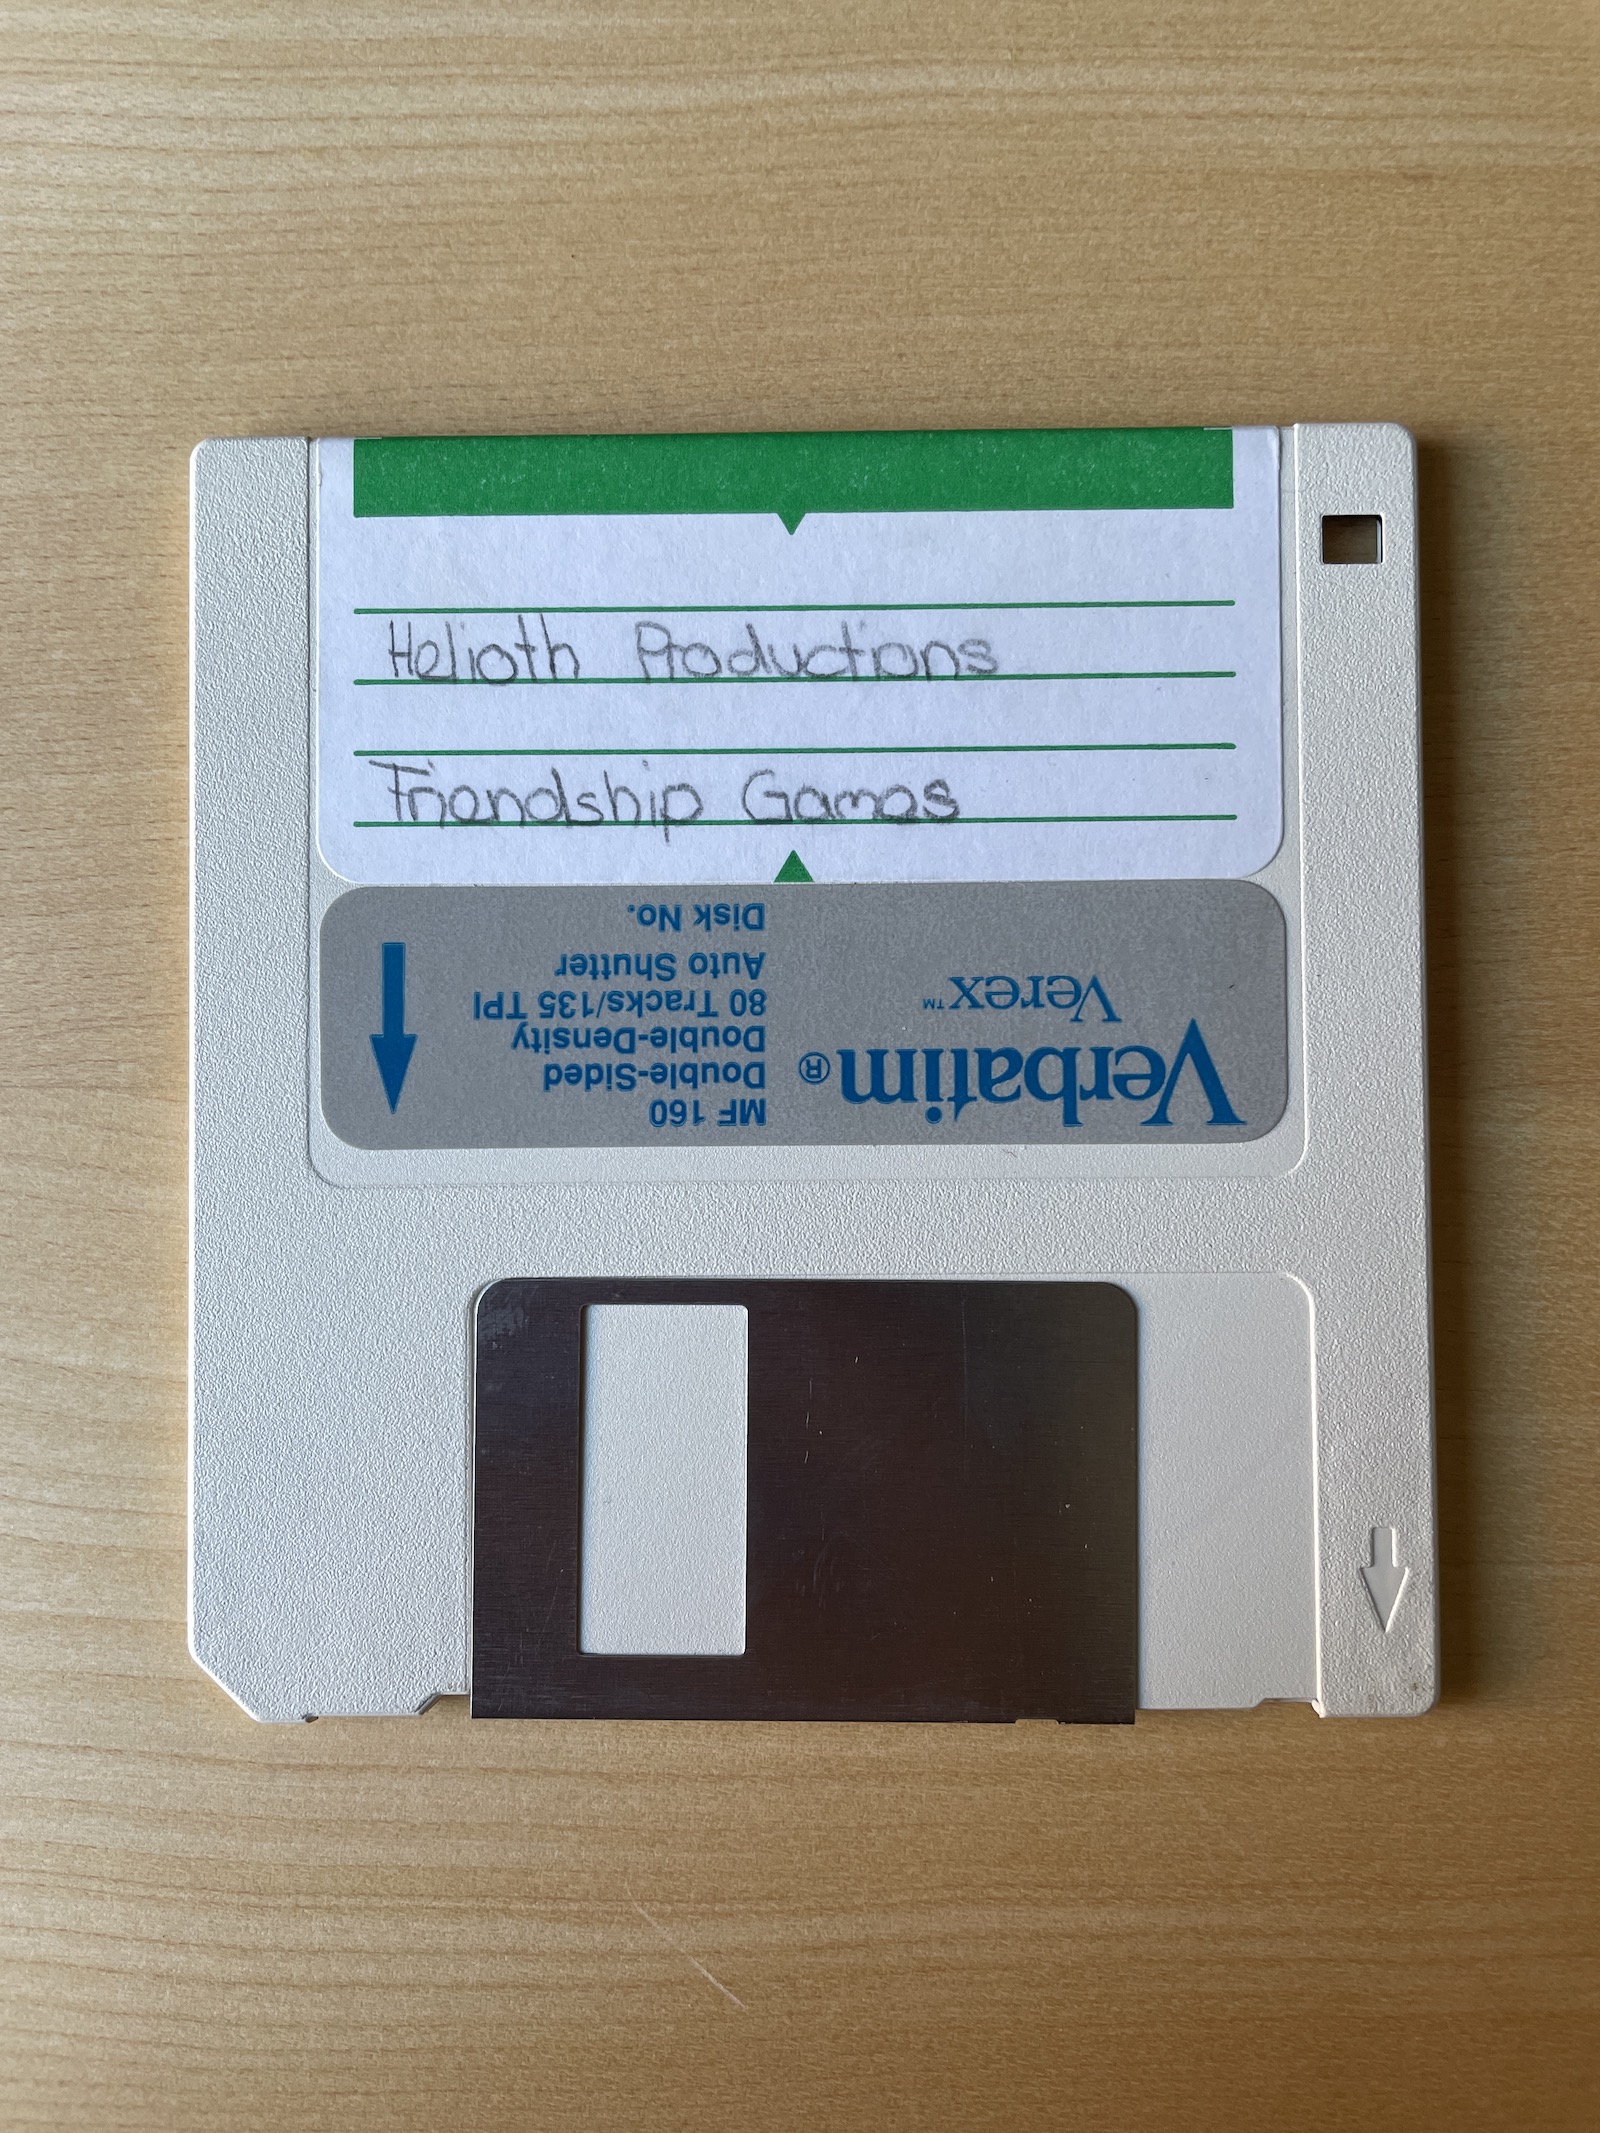 Helioth Productions
Friendship Games
Verbatim®
Verex™
MF 160
Double-Sided
Double-Density
80 Tracks/135 TPI
Auto Shutter
Disk No.